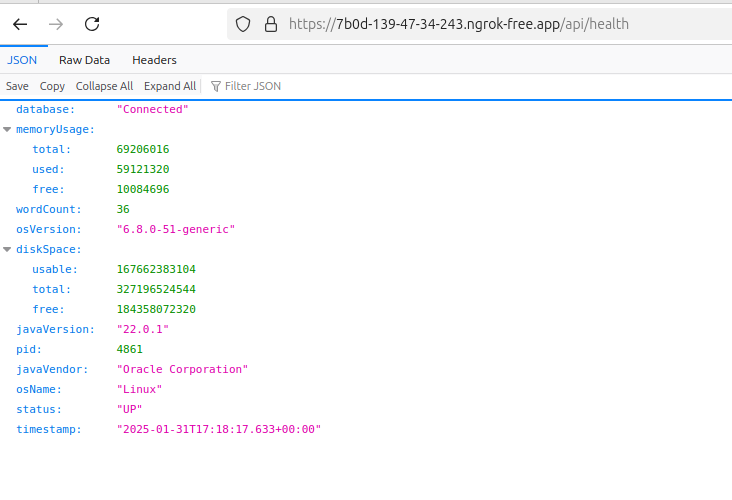 https://7b0d-139-47-34-243.ngrok-free.app/api/health
JSON Raw Data Headers
Save Copy Collapse All Expand All Filter JSON
database: "Connected"
memoryUsage:
total: 69206016
used: 59121320
free: 10084696
wordCount: 36
osVersion: "6.8.0-51-generic"
diskSpace:
usable: 167662383104
total: 327196524544
free: 184358072320
javaVersion: "22.0.1"
pid: 4861
javaVendor: "Oracle Corporation"
osName: "Linux"
status: "UP"
timestamp: "2025-01-31T17:18:17.633+00:00"